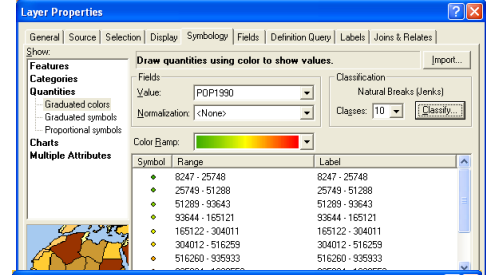 Layer Properties
General Source Selection Display Symbology Fields Definition Query Labels Joins & Relates
Show:
Features
Categories
Quantities
Graduated colors
Graduated symbols
Proportional symbols
Charts
Multiple Attributes
Draw quantities using color to show values.
Import...
Fields
Value: POP1990
Normalization: <None>
Classification
Natural Breaks (Jenks)
Classes: 10 Classify...
Color Ramp:
Symbol Range Label
8247 - 25748 8247 - 25748
25749 - 51288 25749 - 51288
51289 - 93643 51289 - 93643
93644 - 165121 93644 - 165121
165122 - 304011 165122 - 304011
304012 - 516259 304012 - 516259
516260 - 935933 516260 - 935933